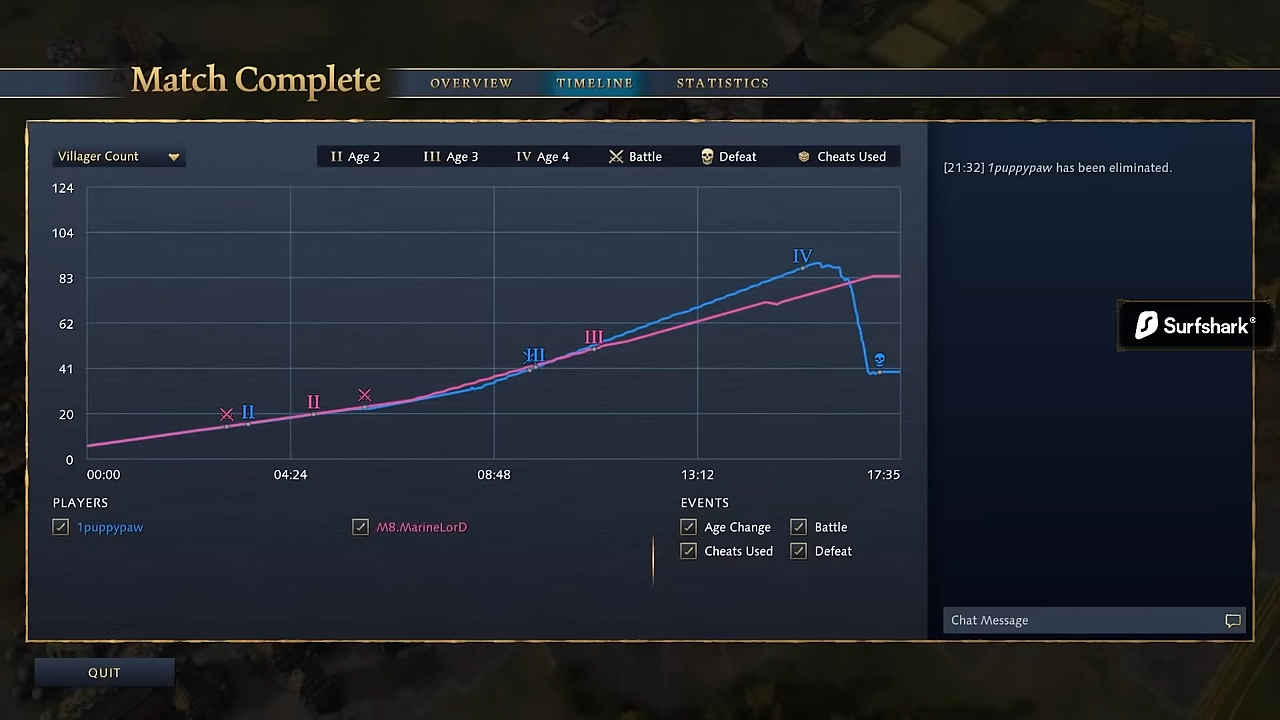 Match Complete
OVERVIEW
TIMELINE
STATISTICS
Villager Count
II Age 2
III Age 3
IV Age 4
Battle
Defeat
Cheats Used
[21:32] 1puppypaw has been eliminated.
124
104
83
62
41
20
0
II
II
III
III
IV
00:00
04:24
08:48
13:12
17:35
Surfshark®
PLAYERS
1puppypaw
M8.MarineLorD
EVENTS
Age Change
Battle
Cheats Used
Defeat
Chat Message
QUIT